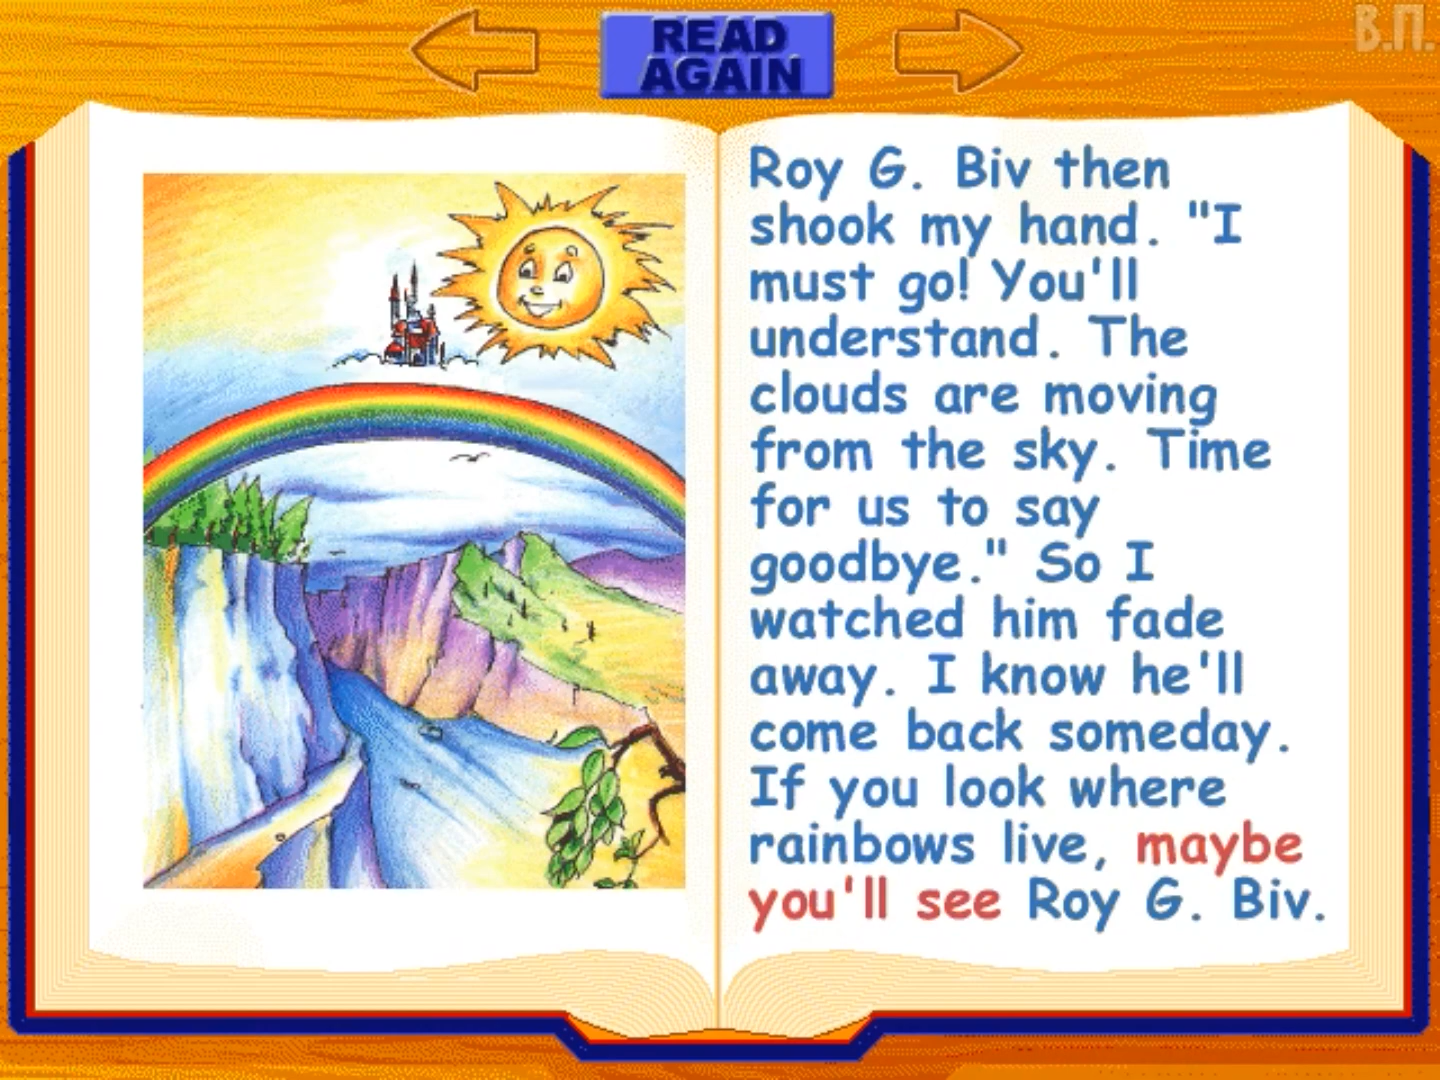 READ
AGAIN
В.П.
Roy G. Biv then
shook my hand. "I
must go! You'll
understand. The
clouds are moving
from the sky. Time
for us to say
goodbye." So I
watched him fade
away. I know he'll
come back someday.
If you look where
rainbows live, maybe
you'll see Roy G. Biv.